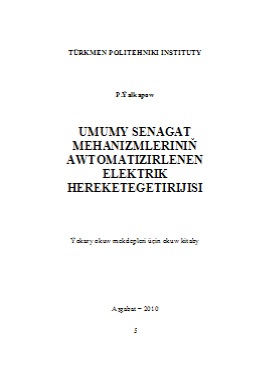 TÜRKMEN POLITEHNIKI INSTITUTY
P.Ýalkapow
UMUMY SENAGAT
MEHANIZMLERINIŇ
AWTOMATIZIRLENEN
ELEKTRIK
HEREKETEGETIRIJISI
Ýokary okuw mekdepleri üçin okuw kitaby
Aşgabat – 2010
5